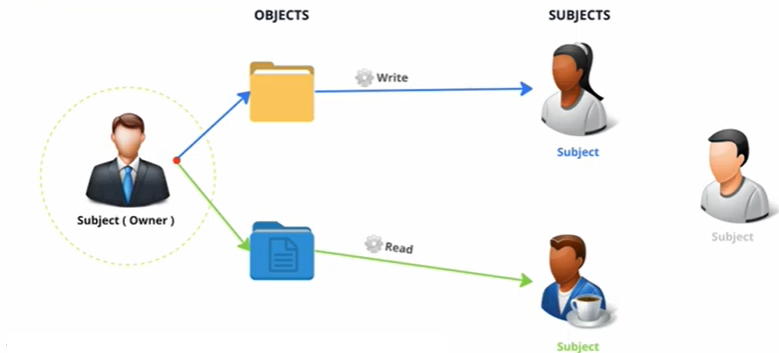 OBJECTS
SUBJECTS
Write
Subject
Subject ( Owner )
Subject
Read
Subject